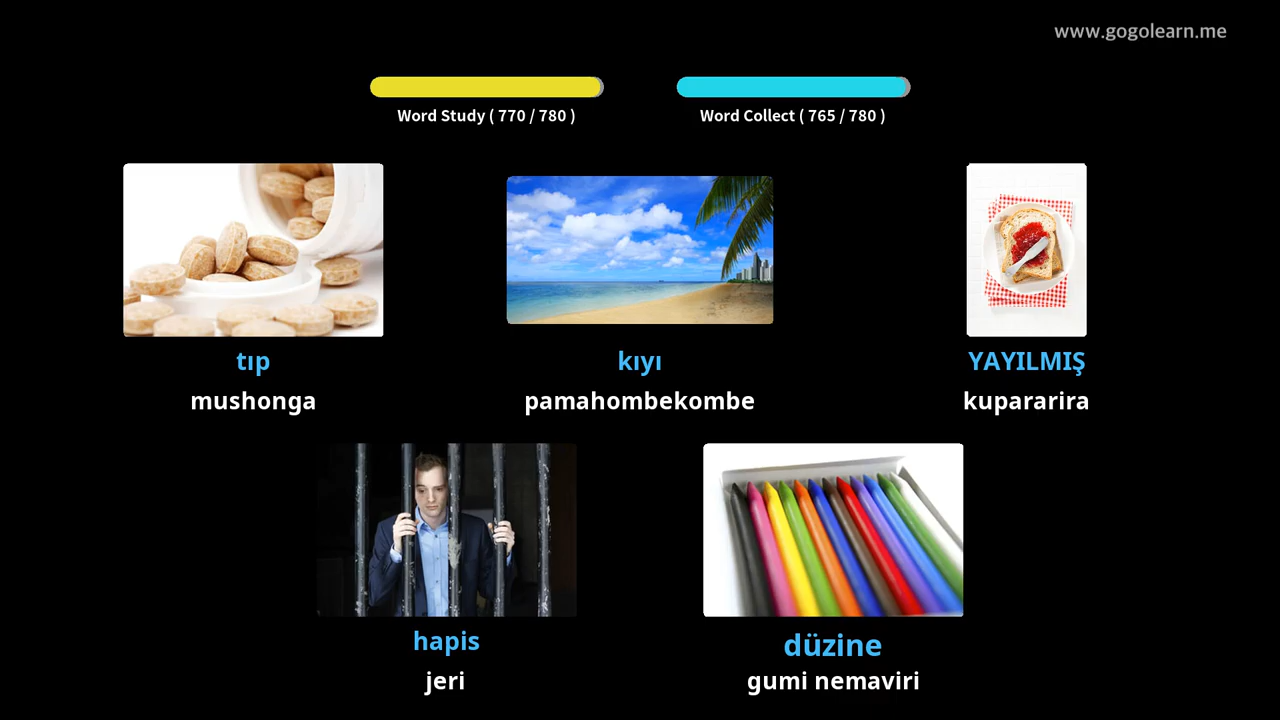 www.gogolearn.me
Word Study ( 770 / 780 )
Word Collect ( 765 / 780 )
tıp
mushonga
kıyı
pamahombekombe
YAYILMIŞ
kupararira
hapis
jeri
düzine
gumi nemaviri